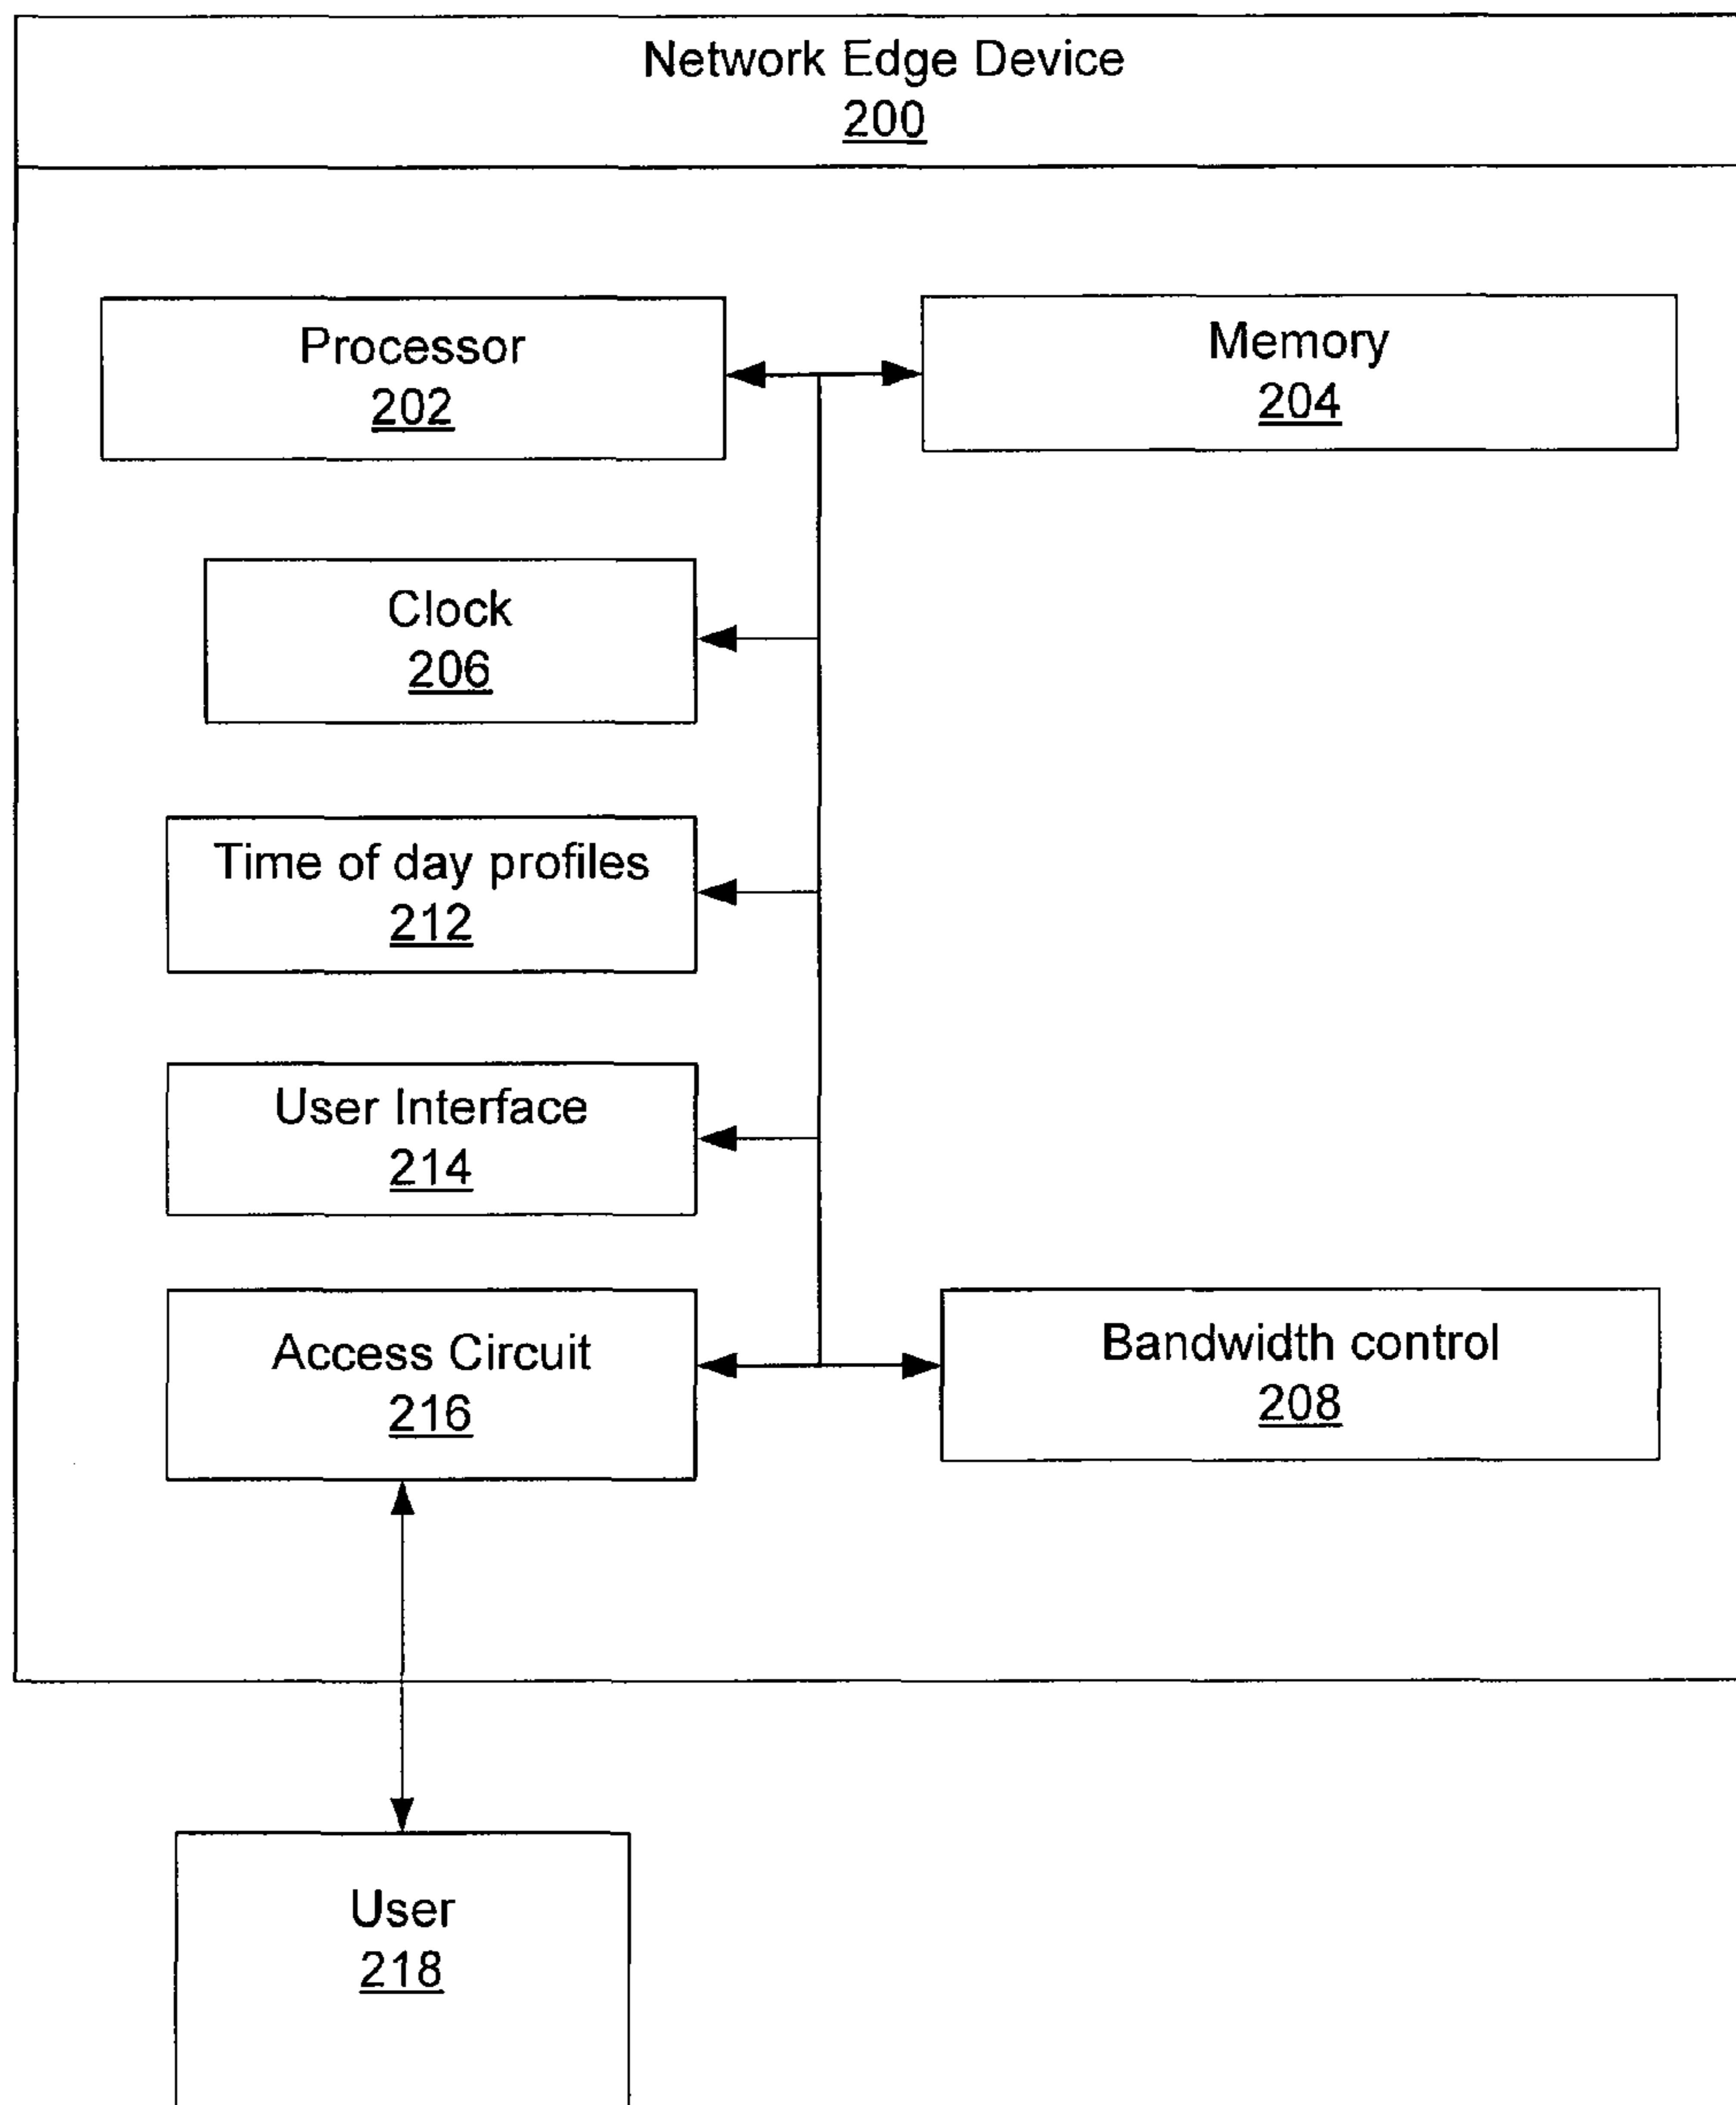 Network Edge Device
200
Processor
202
Memory
204
Clock
206
Time of day profiles
212
User Interface
214
Access Circuit
216
Bandwidth control
208
User
218